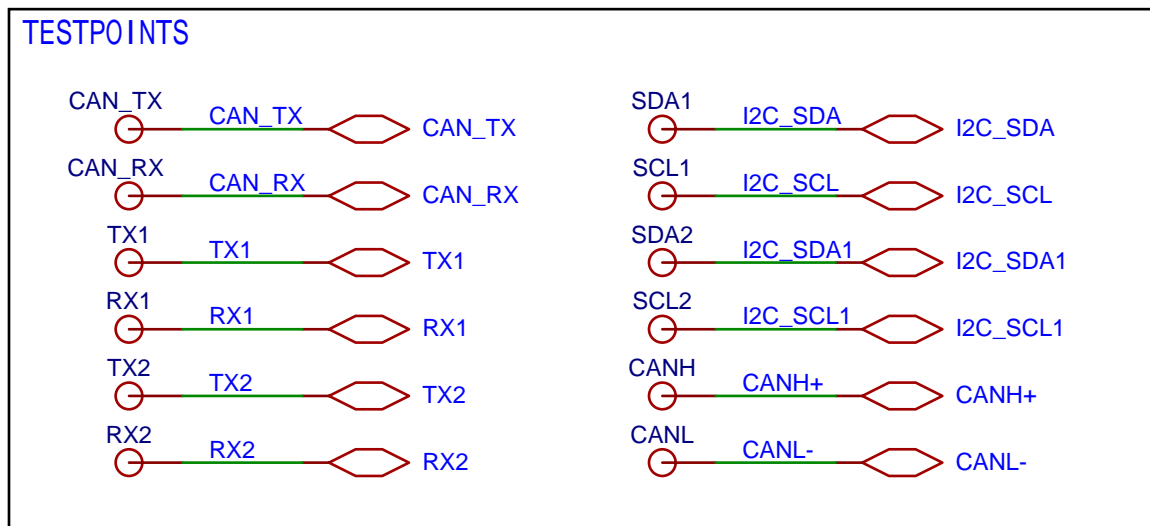 TESTPOINTS
CAN_TX
CAN_TX
CAN_TX
CAN_RX
CAN_RX
CAN_RX
TX1
TX1
TX1
RX1
RX1
RX1
TX2
TX2
TX2
RX2
RX2
RX2
SDA1
I2C_SDA
I2C_SDA
SCL1
I2C_SCL
I2C_SCL
SDA2
I2C_SDA1
I2C_SDA1
SCL2
I2C_SCL1
I2C_SCL1
CANH
CANH+
CANH+
CANL
CANL-
CANL-